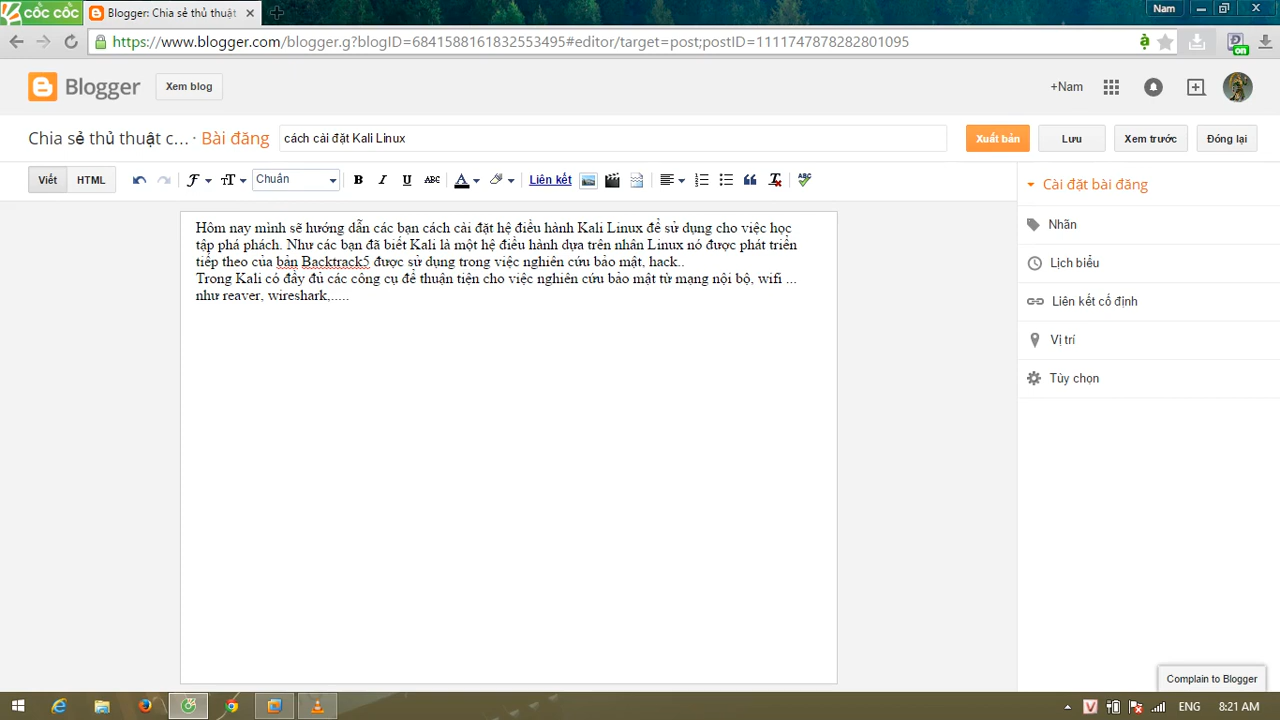 cốc cốc
Blogger: Chia sẻ thủ thuật
Nam
https://www.blogger.com/blogger.g?blogID=6841588161832553495#editor/target=post;postID=1111747878282801095
on
Blogger
Xem blog
+Nam
Chia sẻ thủ thuật c... · Bài đăng
cách cài đặt Kali Linux
Xuất bản
Lưu
Xem trước
Đóng lại
Viết
HTML
Chuẩn
B
I
U
ABC
A
Liên kết
ABC
Cài đặt bài đăng
Nhãn
Lịch biểu
Liên kết cố định
Vị trí
Tùy chọn
Hôm nay mình sẽ hướng dẫn các bạn cách cài đặt hệ điều hành Kali Linux để sử dụng cho việc học
tập phá phách. Như các bạn đã biết Kali là một hệ điều hành dựa trên nhân Linux nó được phát triển
tiếp theo của bản Backtrack5 được sử dụng trong việc nghiên cứu bảo mật, hack..
Trong Kali có đầy đủ các công cụ để thuận tiện cho việc nghiên cứu bảo mật từ mạng nội bộ, wifi ...
như reaver, wireshark,.....
Complain to Blogger
ENG
8:21 AM